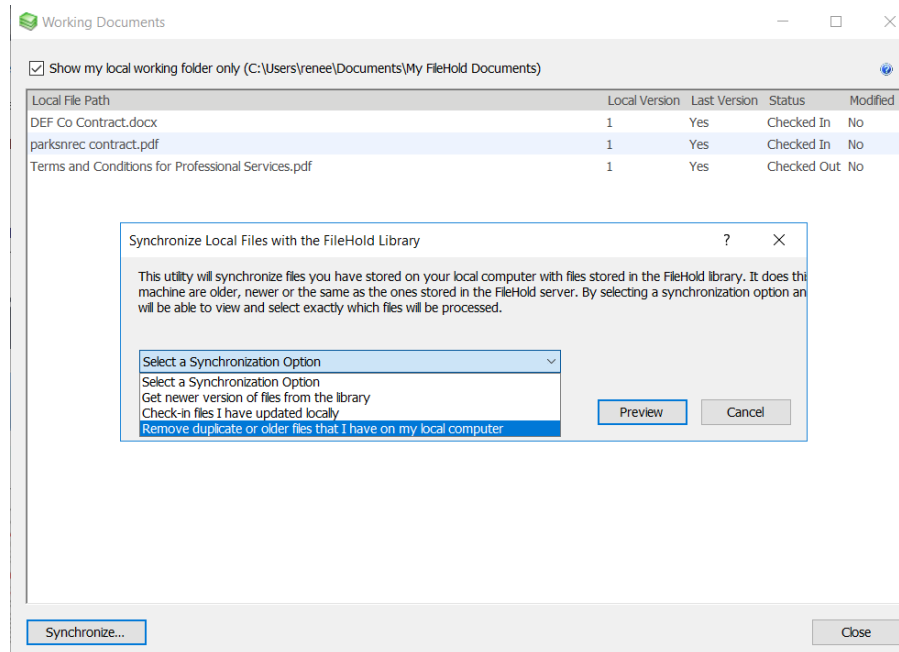 Working Documents
Show my local working folder only (C:\Users\renee\Documents\My FileHold Documents)
Local File Path Local Version Last Version Status Modified
DEF Co Contract.docx 1 Yes Checked In No
parksnrec contract.pdf 1 Yes Checked In No
Terms and Conditions for Professional Services.pdf 1 Yes Checked Out No
Synchronize Local Files with the FileHold Library ?
This utility will synchronize files you have stored on your local computer with files stored in the FileHold library. It does thi
machine are older, newer or the same as the ones stored in the FileHold server. By selecting a synchronization option an
will be able to view and select exactly which files will be processed.
Select a Synchronization Option
Select a Synchronization Option
Get newer version of files from the library
Check-in files I have updated locally
Remove duplicate or older files that I have on my local computer
Preview Cancel
Synchronize... Close